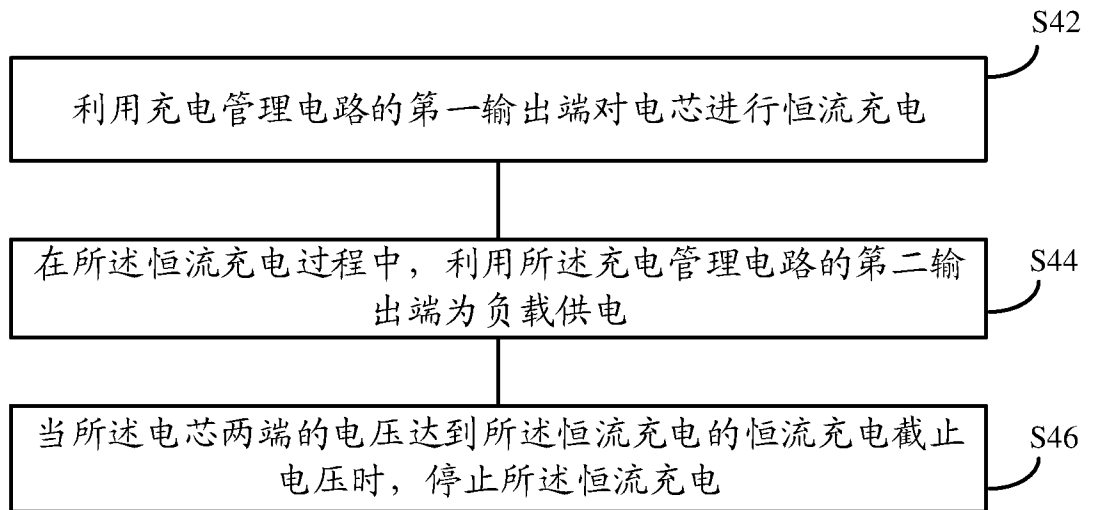 S42
利用充电管理电路的第一输出端对电芯进行恒流充电
在所述恒流充电过程中，利用所述充电管理电路的第二输
出端为负载供电
S44
当所述电芯两端的电压达到所述恒流充电的恒流充电截止
电压时，停止所述恒流充电
S46